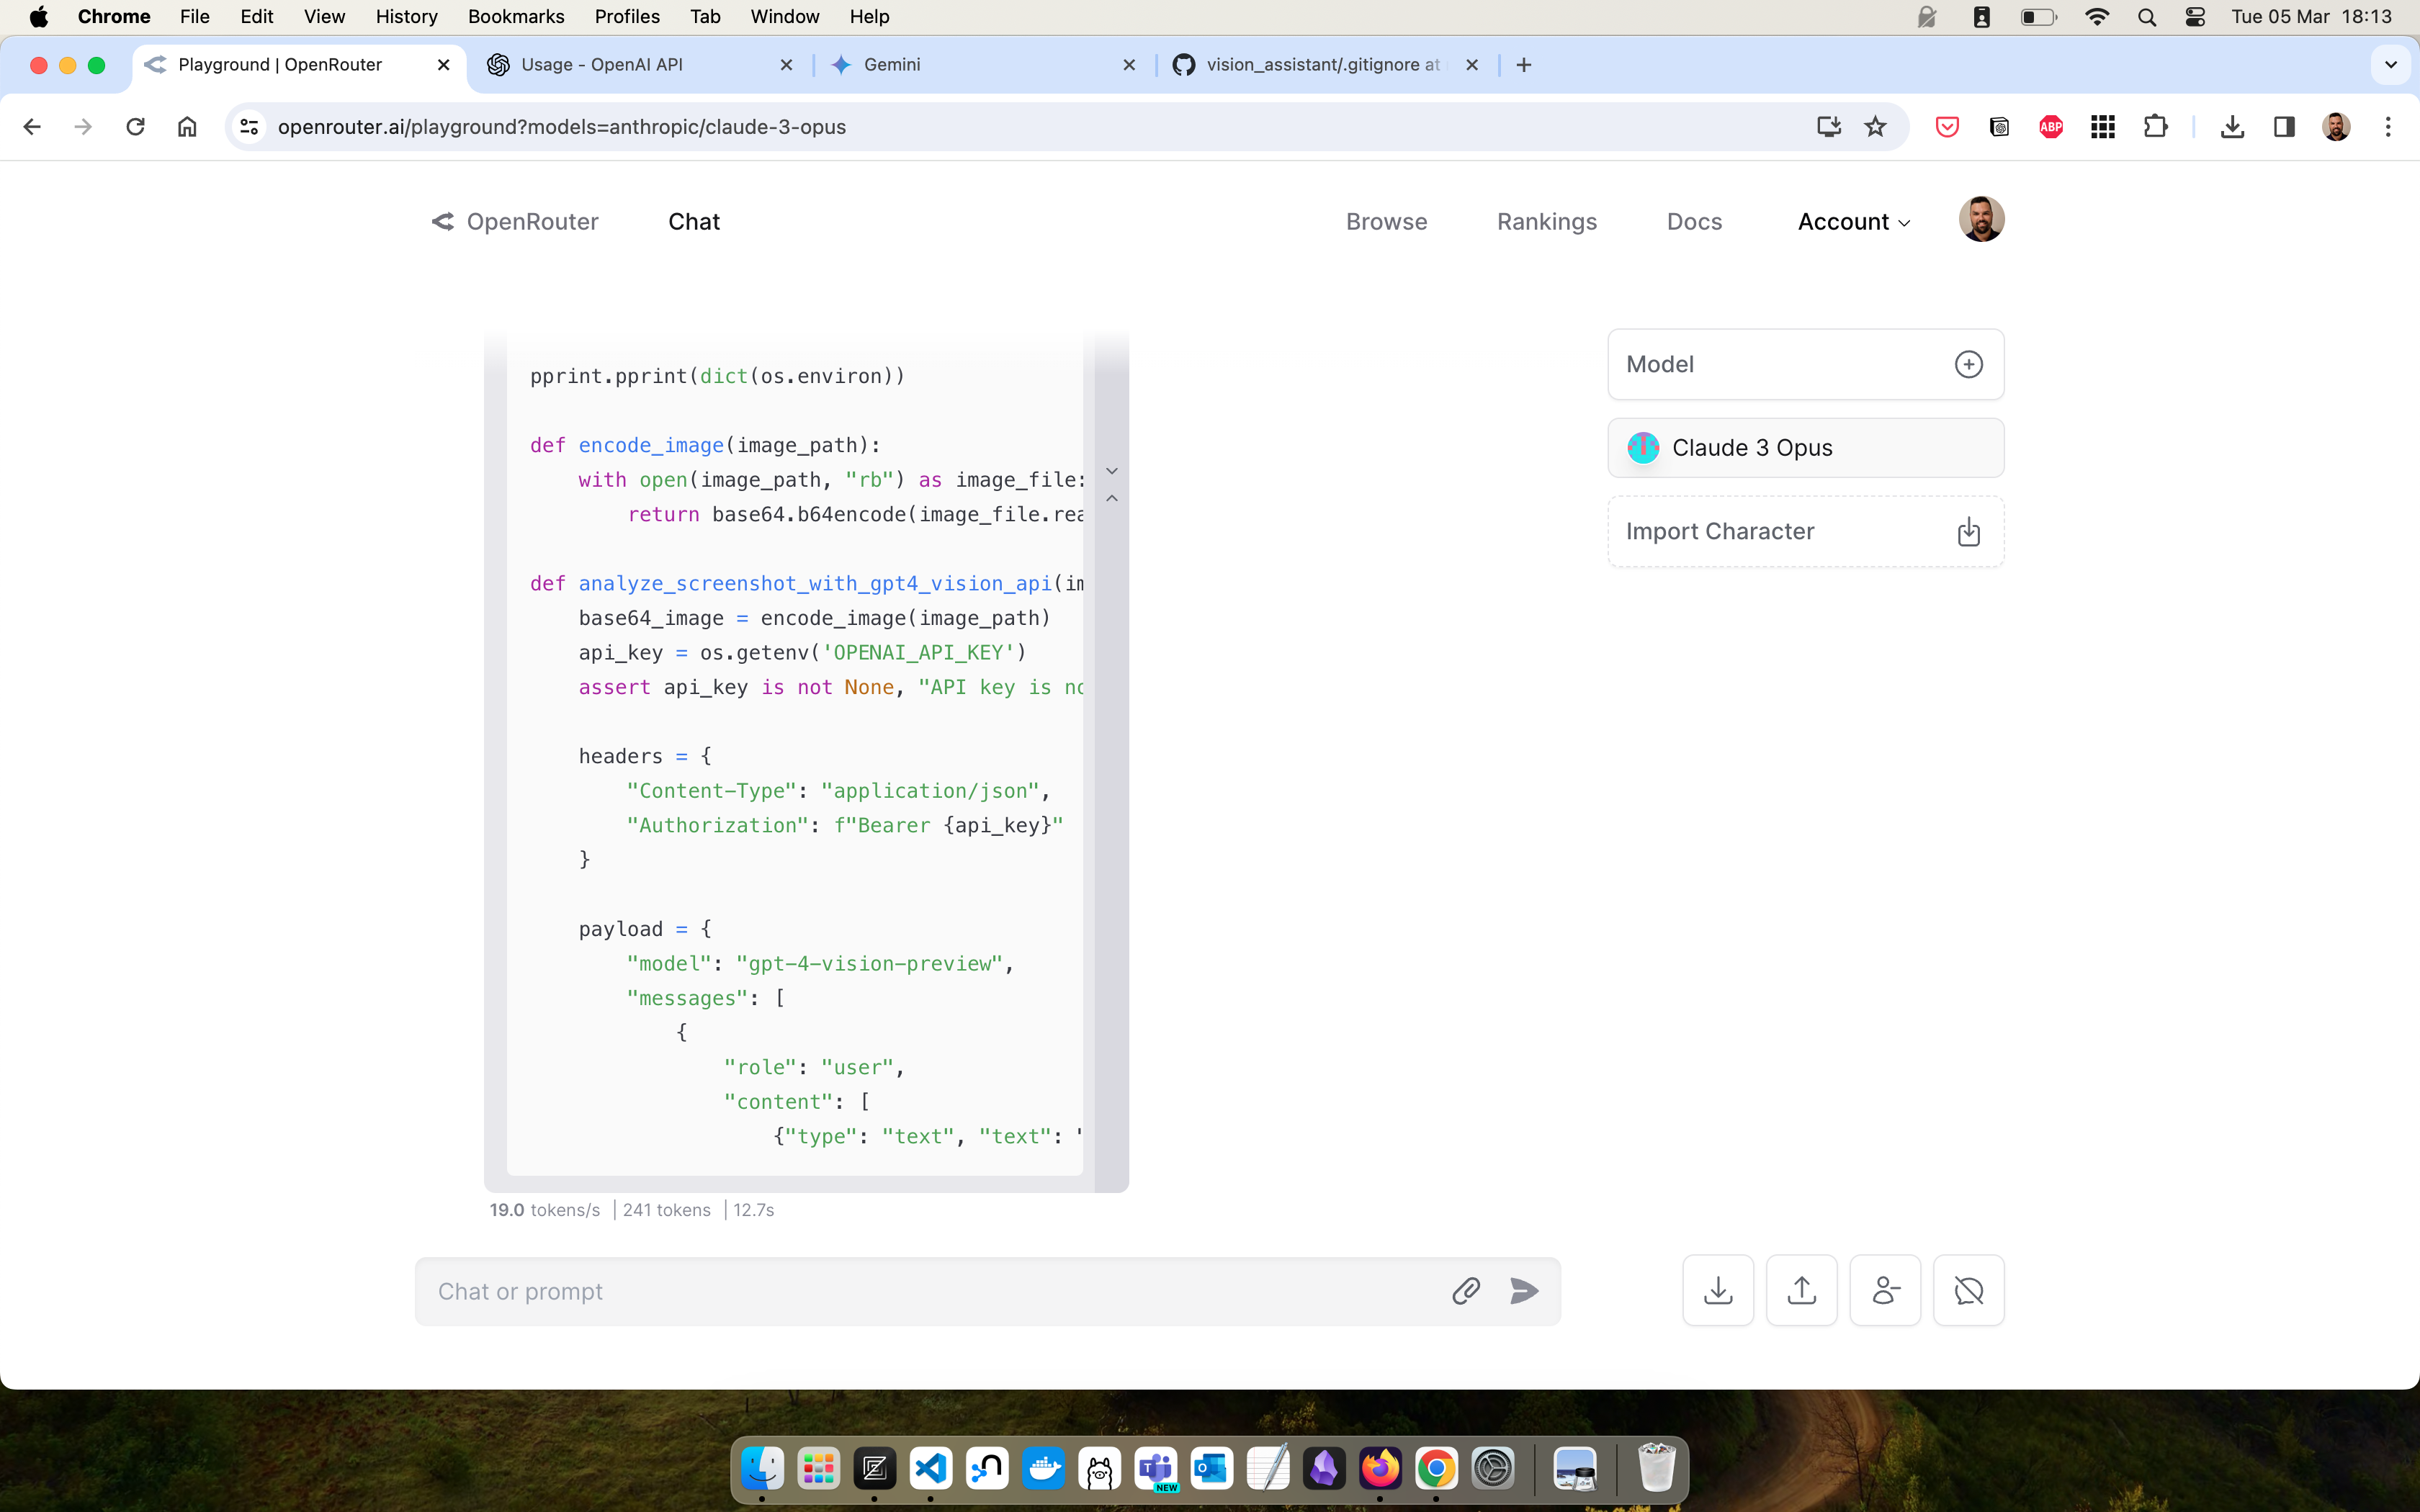 Chrome File Edit View History Bookmarks Profiles Tab Window Help Tue 05 Mar 18:13
Playground | OpenRouter Usage - OpenAI API Gemini vision_assistant/.gitignore at
openrouter.ai/playground?models=anthropic/claude-3-opus ABP
OpenRouter Chat Browse Rankings Docs Account
pprint.pprint(dict(os.environ))
def encode_image(image_path):
    with open(image_path, "rb") as image_file:
        return base64.b64encode(image_file.rea
def analyze_screenshot_with_gpt4_vision_api(im
    base64_image = encode_image(image_path)
    api_key = os.getenv('OPENAI_API_KEY')
    assert api_key is not None, "API key is no
    headers = {
        "Content-Type": "application/json",
        "Authorization": f"Bearer {api_key}"
    }
    payload = {
        "model": "gpt-4-vision-preview",
        "messages": [
            {
                "role": "user",
                "content": [
                    {"type": "text", "text": "
19.0 tokens/s | 241 tokens | 12.7s
Model
Claude 3 Opus
Import Character
Chat or prompt
NEW